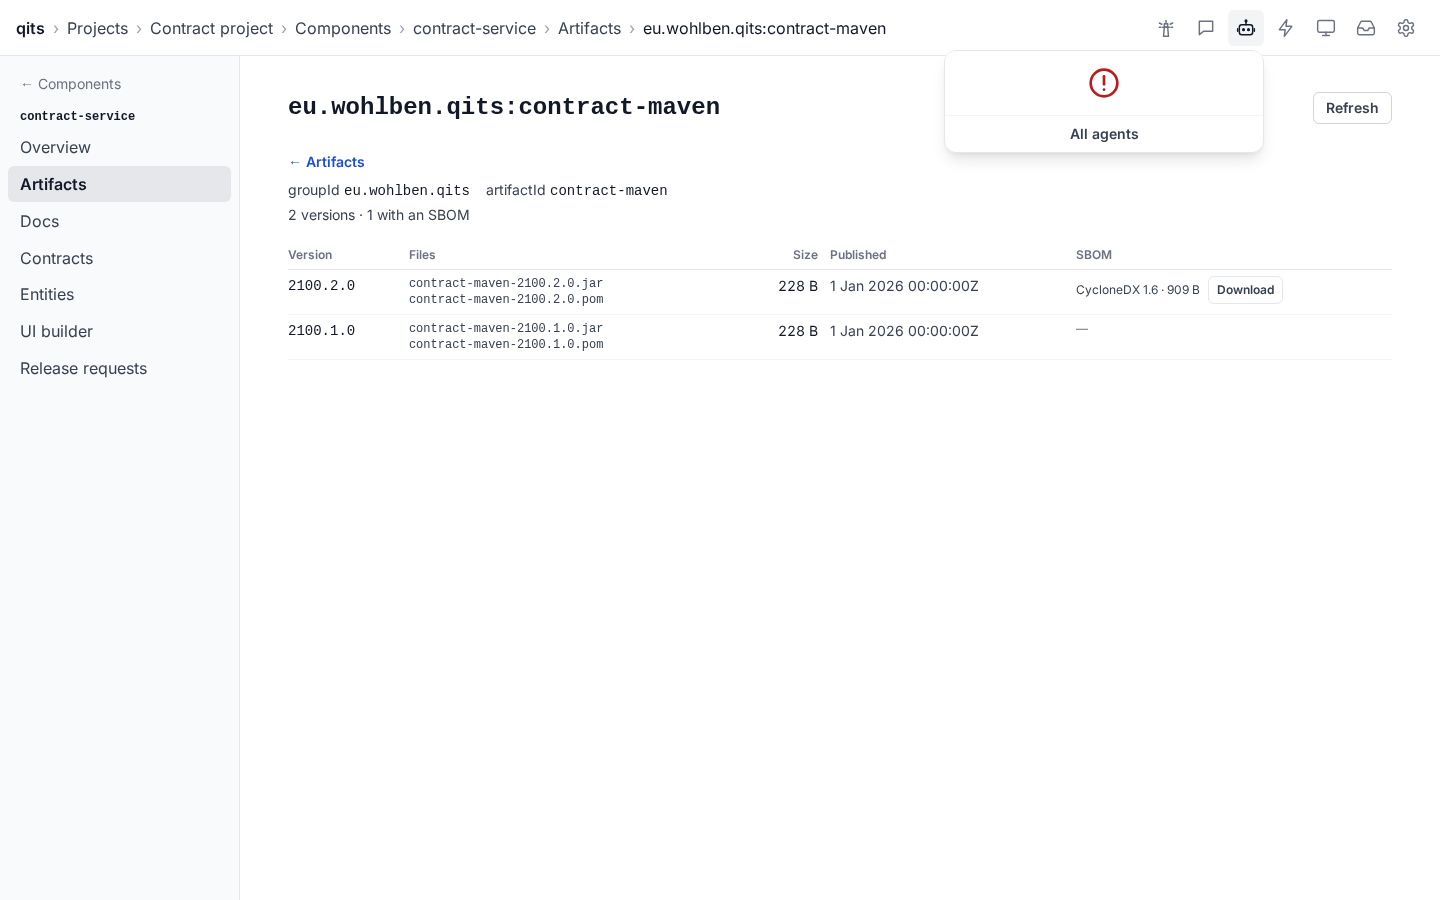 qits › Projects › Contract project › Components › contract-service › Artifacts › eu.wohlben.qits:contract-maven
← Components
contract-service
Overview
Artifacts
Docs
Contracts
Entities
UI builder
Release requests
All agents
eu.wohlben.qits:contract-maven
Refresh
← Artifacts
groupId eu.wohlben.qits artifactId contract-maven
2 versions · 1 with an SBOM
Version Files Size Published SBOM
2100.2.0 contract-maven-2100.2.0.jar 228 B 1 Jan 2026 00:00:00Z CycloneDX 1.6 · 909 B Download
contract-maven-2100.2.0.pom
2100.1.0 contract-maven-2100.1.0.jar 228 B 1 Jan 2026 00:00:00Z —
contract-maven-2100.1.0.pom